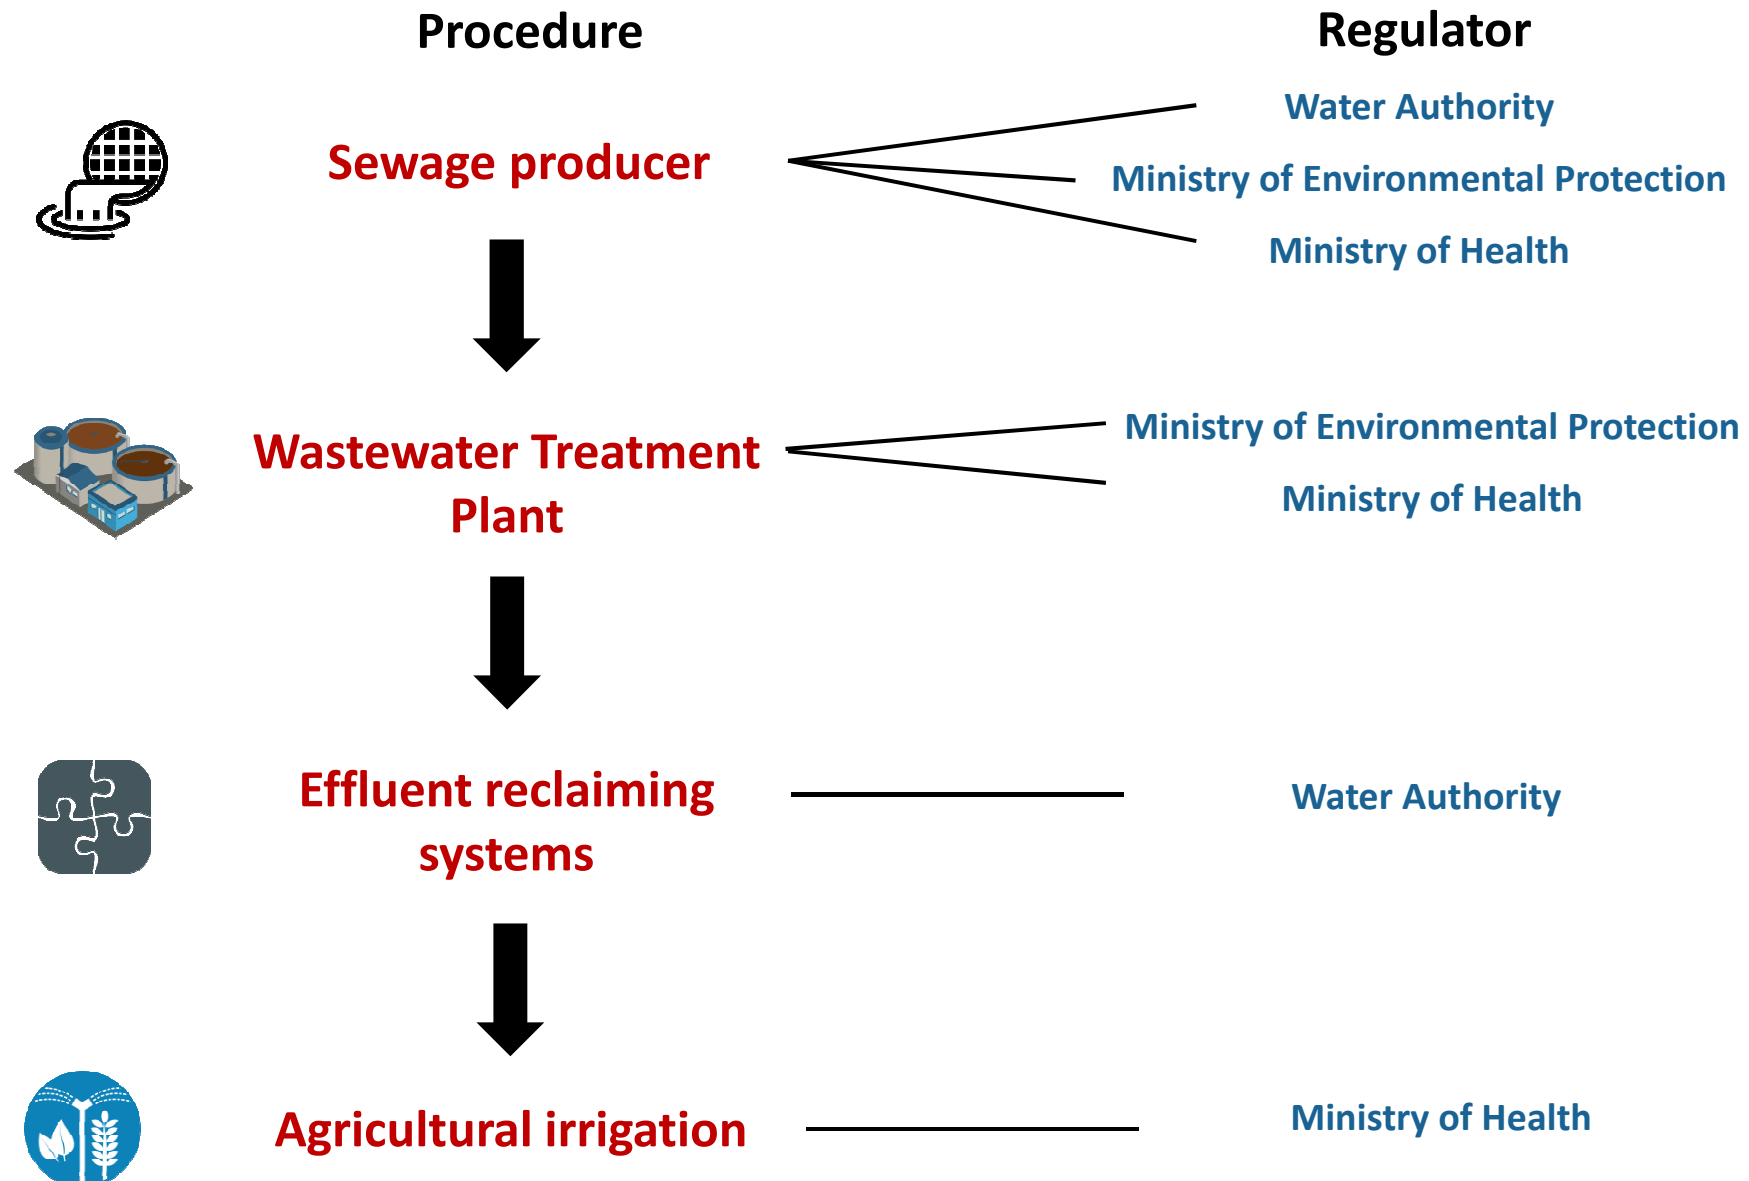 Procedure
Regulator
Sewage producer
Water Authority
Ministry of Environmental Protection
Ministry of Health
Wastewater Treatment
Plant
Ministry of Environmental Protection
Ministry of Health
Effluent reclaiming
systems
Water Authority
Agricultural irrigation
Ministry of Health